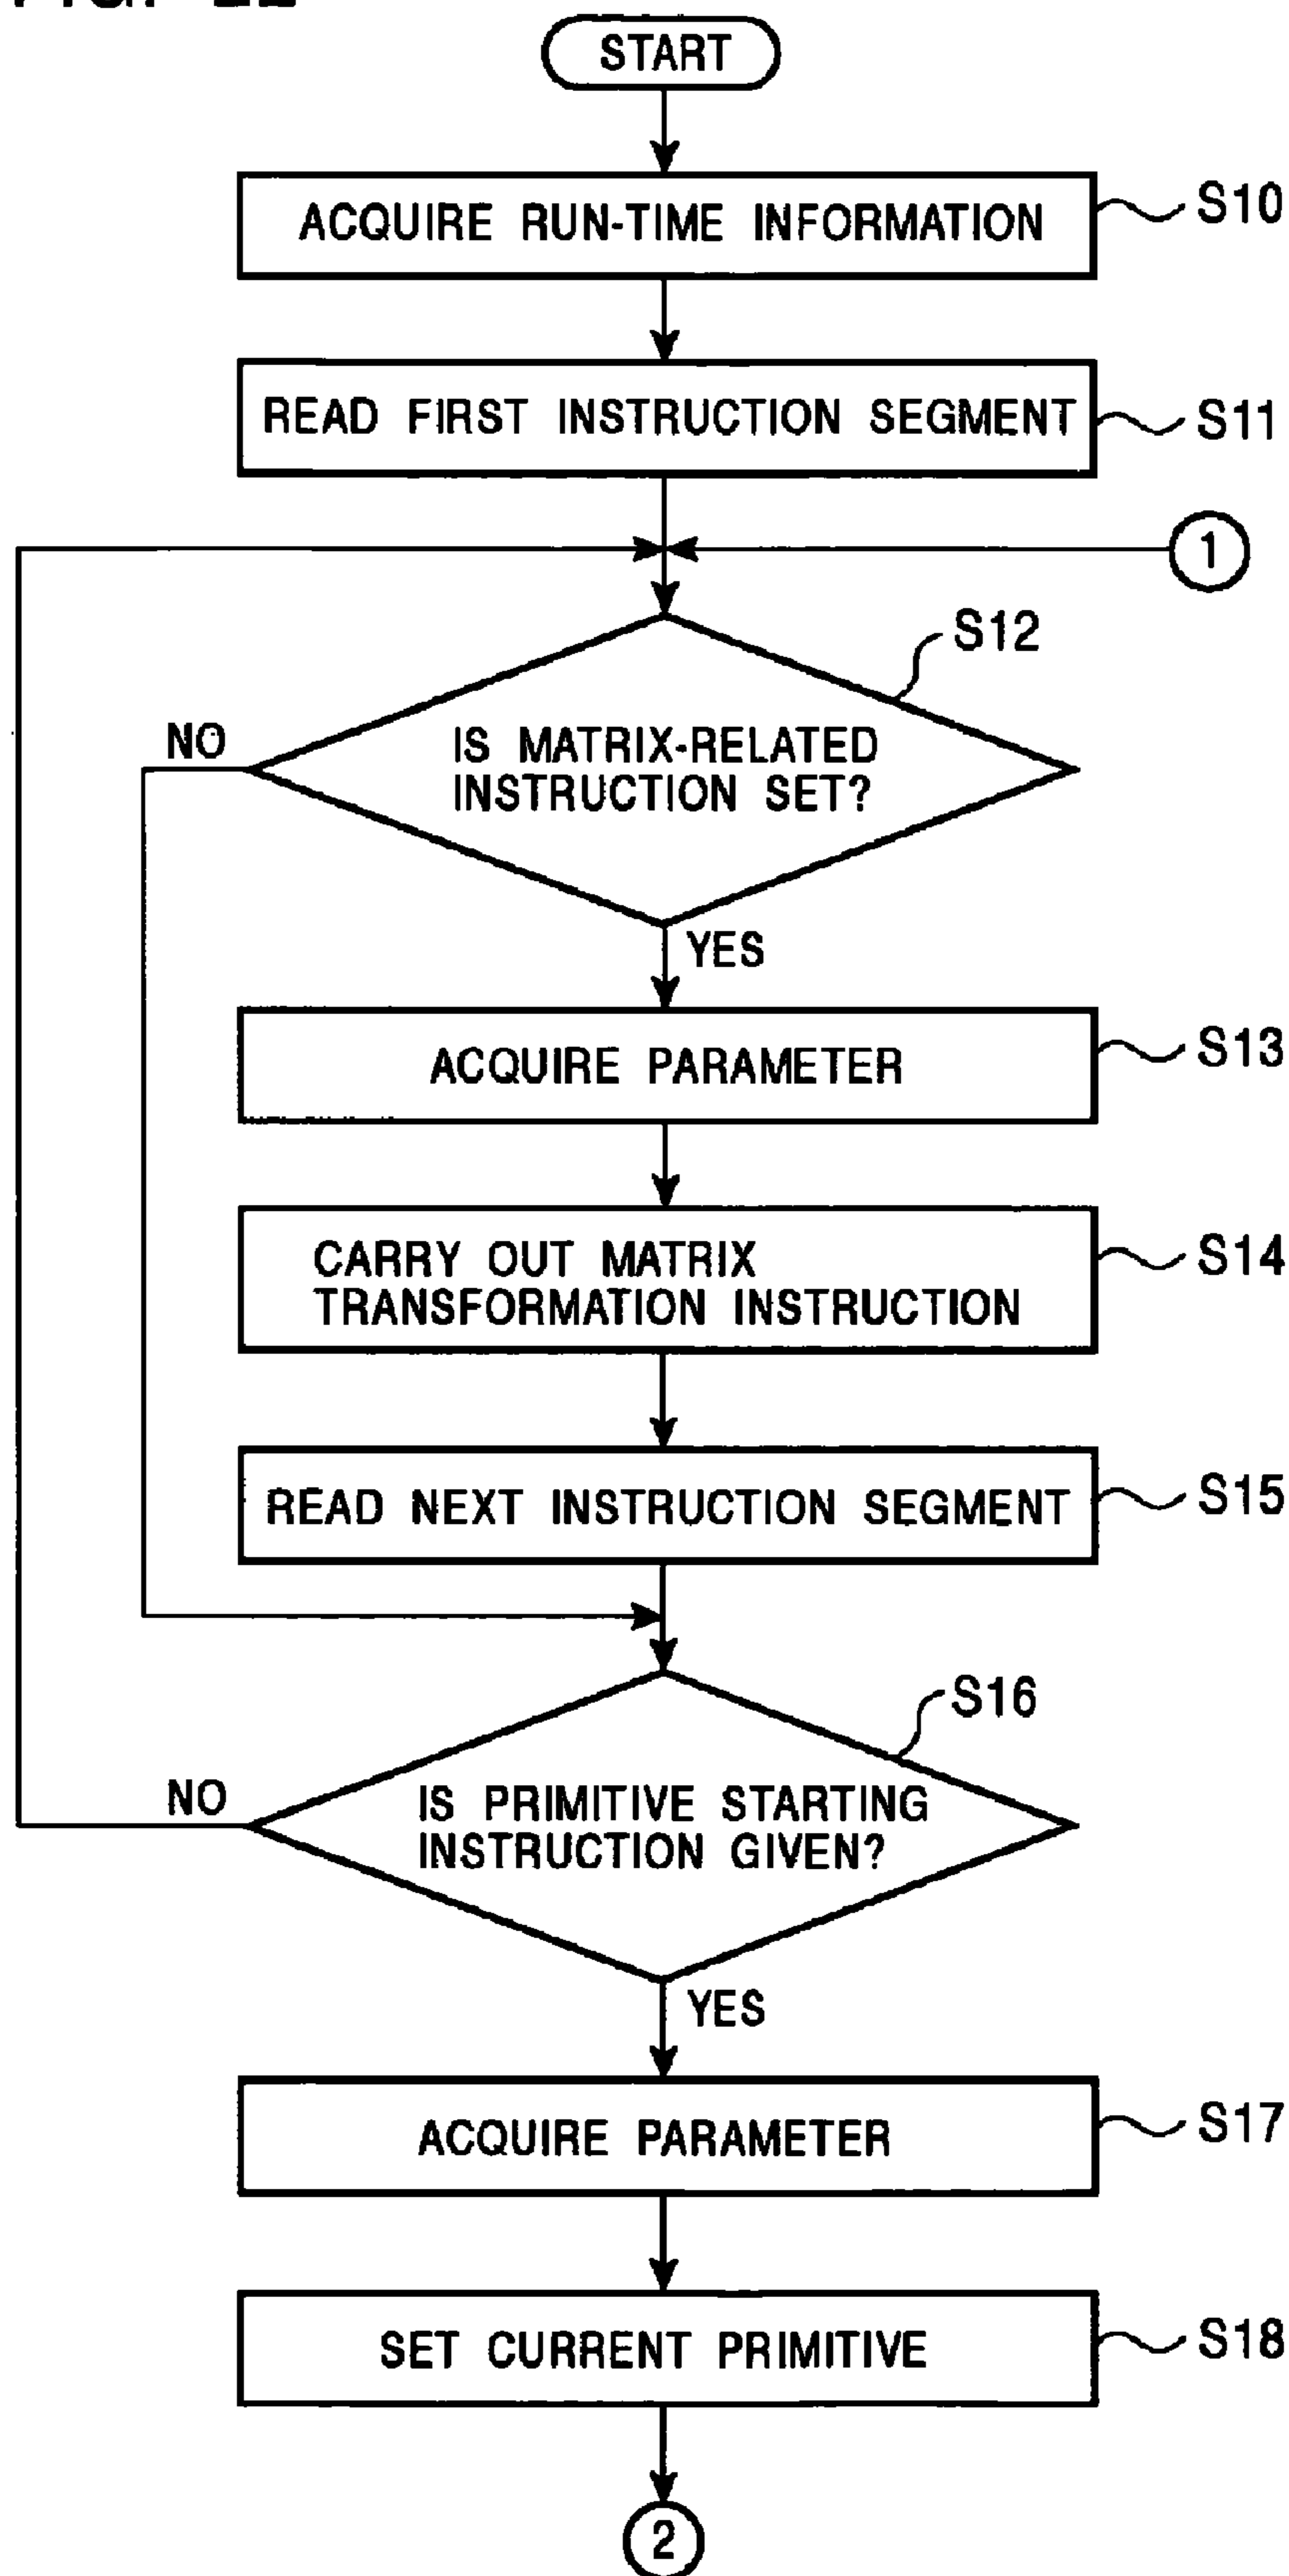 START
ACQUIRE RUN-TIME INFORMATION
S10
READ FIRST INSTRUCTION SEGMENT
S11
1
S12
NO
IS MATRIX-RELATED
INSTRUCTION SET?
YES
ACQUIRE PARAMETER
S13
CARRY OUT MATRIX
TRANSFORMATION INSTRUCTION
S14
READ NEXT INSTRUCTION SEGMENT
S15
S16
NO
IS PRIMITIVE STARTING
INSTRUCTION GIVEN?
YES
ACQUIRE PARAMETER
S17
SET CURRENT PRIMITIVE
S18
2